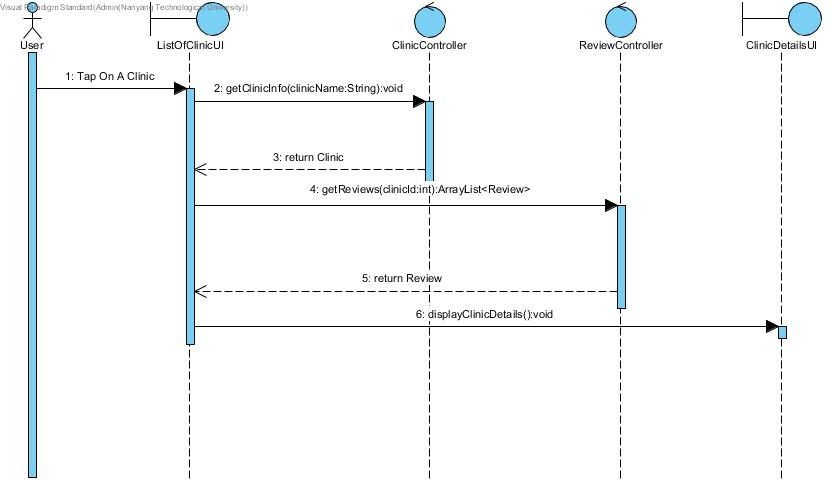 Visual Paradigm Standard(Admin(Nanyang Technological University))
User
ListOfClinicUI
ClinicController
ReviewController
ClinicDetailsUI
1: Tap On A Clinic
2: getClinicInfo(clinicName:String):void
3: return Clinic
4: getReviews(clinicId:int):ArrayList<Review>
5: return Review
6: displayClinicDetails():void